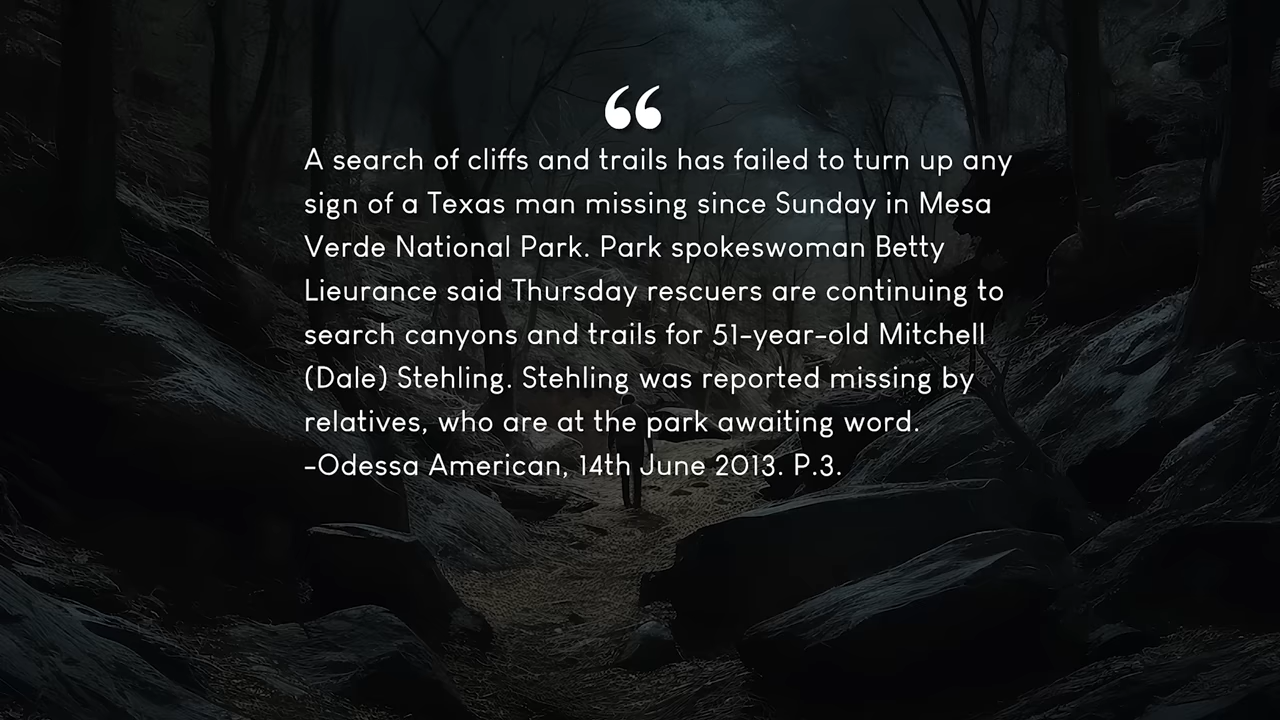 “
A search of cliffs and trails has failed to turn up any
sign of a Texas man missing since Sunday in Mesa
Verde National Park. Park spokeswoman Betty
Lieurance said Thursday rescuers are continuing to
search canyons and trails for 51-year-old Mitchell
(Dale) Stehling. Stehling was reported missing by
relatives, who are at the park awaiting word.
-Odessa American, 14th June 2013. P.3.